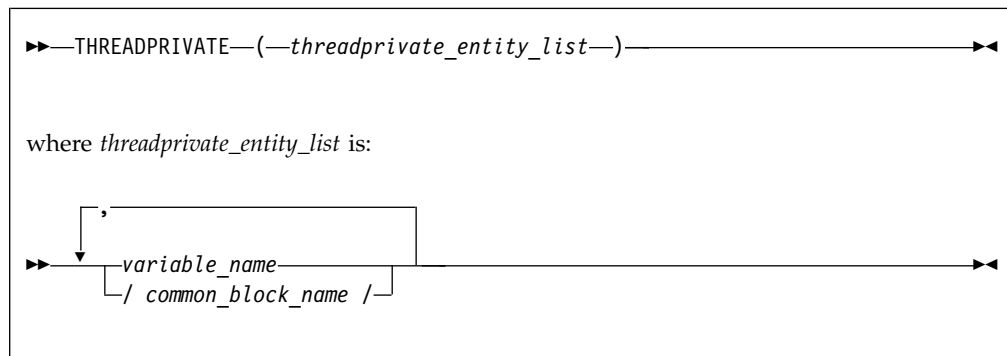 THREADPRIVATE ( threadprivate_entity_list )
where threadprivate_entity_list is:
,
variable_name
/ common_block_name /